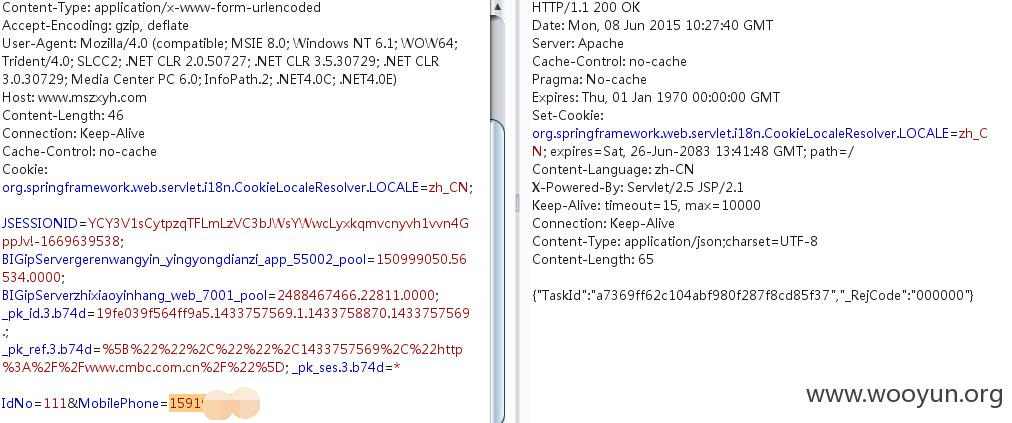 Content-Type: application/x-www-form-urlencoded
Accept-Encoding: gzip, deflate
User-Agent: Mozilla/4.0 (compatible; MSIE 8.0; Windows NT 6.1; WOW64;
Trident/4.0; SLCC2; .NET CLR 2.0.50727; .NET CLR 3.5.30729; .NET CLR
3.0.30729; Media Center PC 6.0; InfoPath.2; .NET4.0C; .NET4.0E)
Host: www.mszxyh.com
Content-Length: 46
Connection: Keep-Alive
Cache-Control: no-cache
Cookie:
org.springframework.web.servlet.i18n.CookieLocaleResolver.LOCALE=zh_CN;
JSESSIONID=YCY3V1sCytpzqTFLmLzVC3bJWsYWwcLyxkqmvcnyvh1vvn4G
ppJv!-1669639538;
BIGipServergerenwangyin_yingyongdianzi_app_55002_pool=150999050.56
534.0000;
BIGipServerzhixiaoyinhang_web_7001_pool=2488467466.22811.0000;
_pk_id.3.b74d=19fe039f564ff9a5.1433757569.1.1433758870.1433757569
.;
_pk_ref.3.b74d=%5B%22%22%2C%22%22%2C1433757569%2C%22http
%3A%2F%2Fwww.cmbc.com.cn%2F%22%5D; _pk_ses.3.b74d=*
IdNo=111&MobilePhone=1591
HTTP/1.1 200 OK
Date: Mon, 08 Jun 2015 10:27:40 GMT
Server: Apache
Cache-Control: no-cache
Pragma: No-cache
Expires: Thu, 01 Jan 1970 00:00:00 GMT
Set-Cookie:
org.springframework.web.servlet.i18n.CookieLocaleResolver.LOCALE=zh_C
N; expires=Sat, 26-Jun-2083 13:41:48 GMT; path=/
Content-Language: zh-CN
X-Powered-By: Servlet/2.5 JSP/2.1
Keep-Alive: timeout=15, max=10000
Connection: Keep-Alive
Content-Type: application/json;charset=UTF-8
Content-Length: 65
{"TaskId":"a7369ff62c104abf980f287f8cd85f37","_RejCode":"000000"}
www.wooyun.org